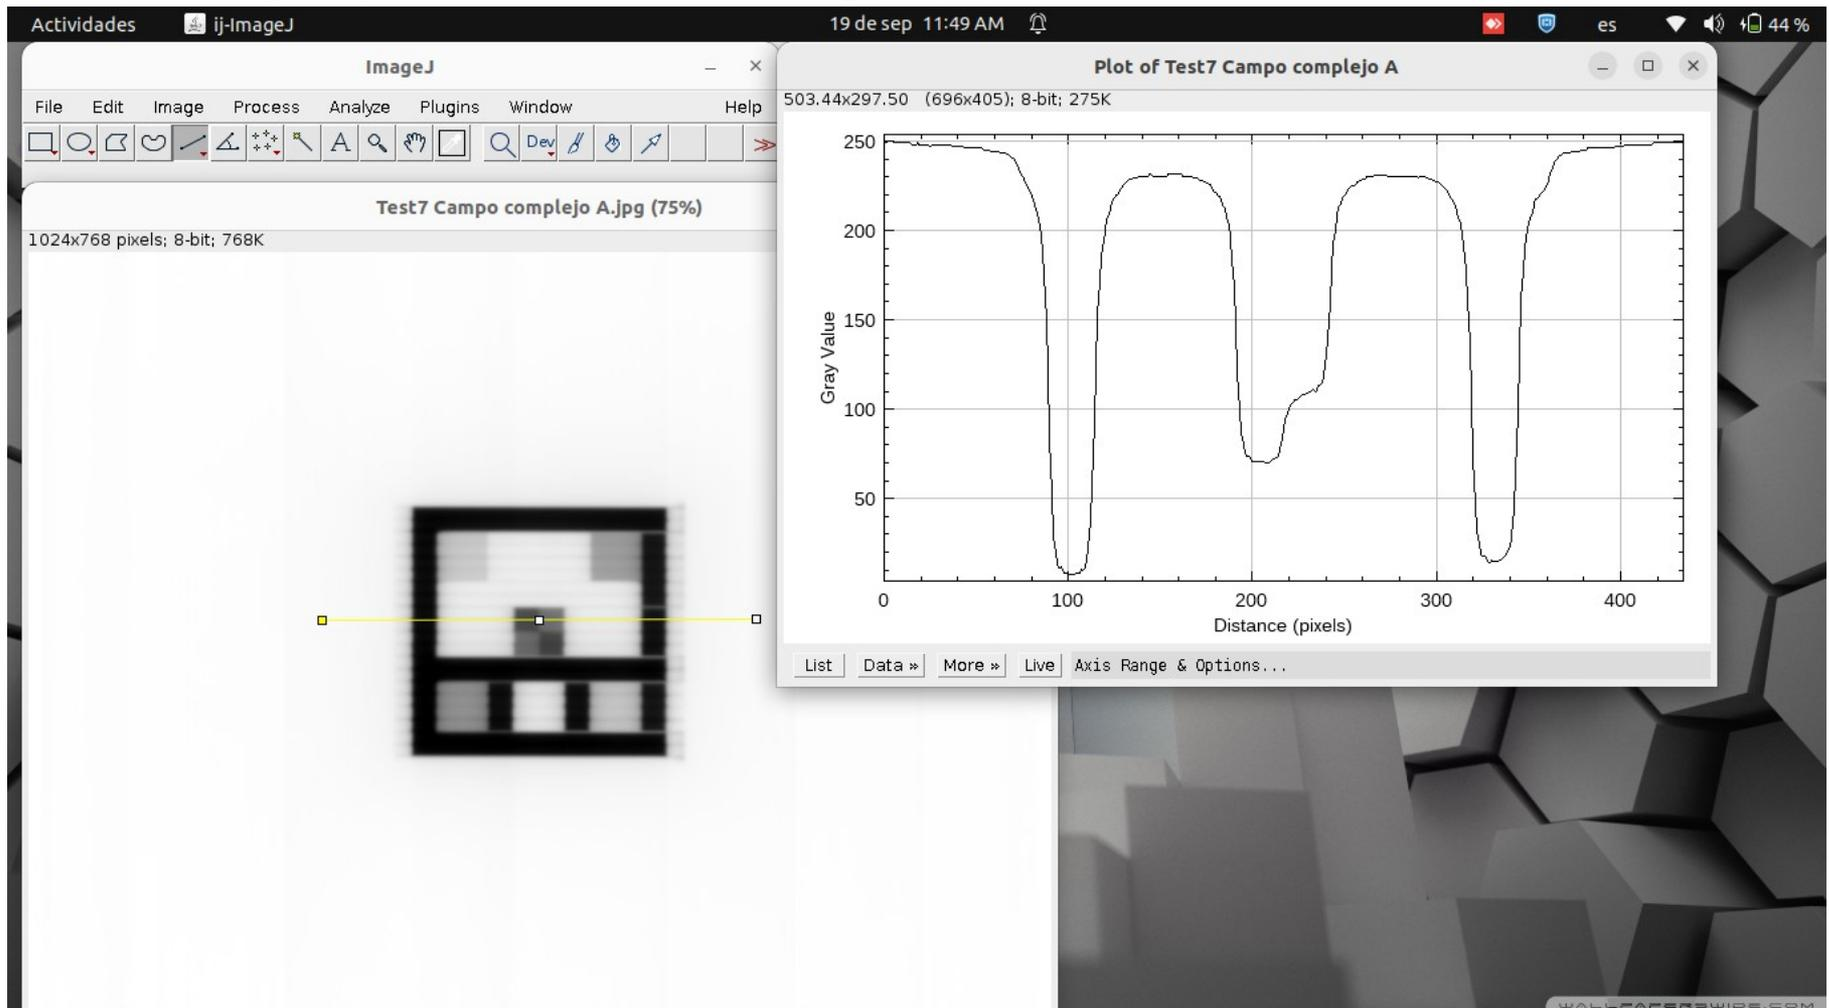 Actividades ij-ImageJ 19 de sep 11:49 AM es 44 %
ImageJ
File Edit Image Process Analyze Plugins Window Help
A Dev >>
Test7 Campo complejo A.jpg (75%)
1024x768 pixels; 8-bit; 768K
Plot of Test7 Campo complejo A
503.44x297.50 (696x405); 8-bit; 275K
250
200
150
100
50
Gray Value
0 100 200 300 400
Distance (pixels)
List Data » More » Live Axis Range & Options...